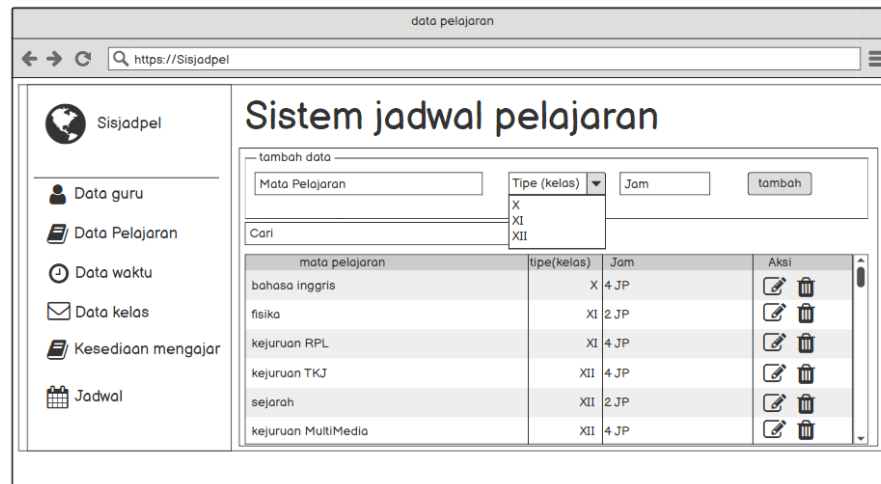 data pelajaran
https://Sisjadpel
Sisjadpel
Data guru
Data Pelajaran
Data waktu
Data kelas
Kesediaan mengajar
Jadwal
Sistem jadwal pelajaran
tambah data
Mata Pelajaran Tipe (kelas) Jam tambah
X
XI
XII
Cari
mata pelajaran tipe(kelas) Jam Aksi
bahasa inggris X 4 JP
fisika XI 2 JP
kejuruan RPL XI 4 JP
kejuruan TKJ XII 4 JP
sejarah XII 2 JP
kejuruan MultiMedia XII 4 JP